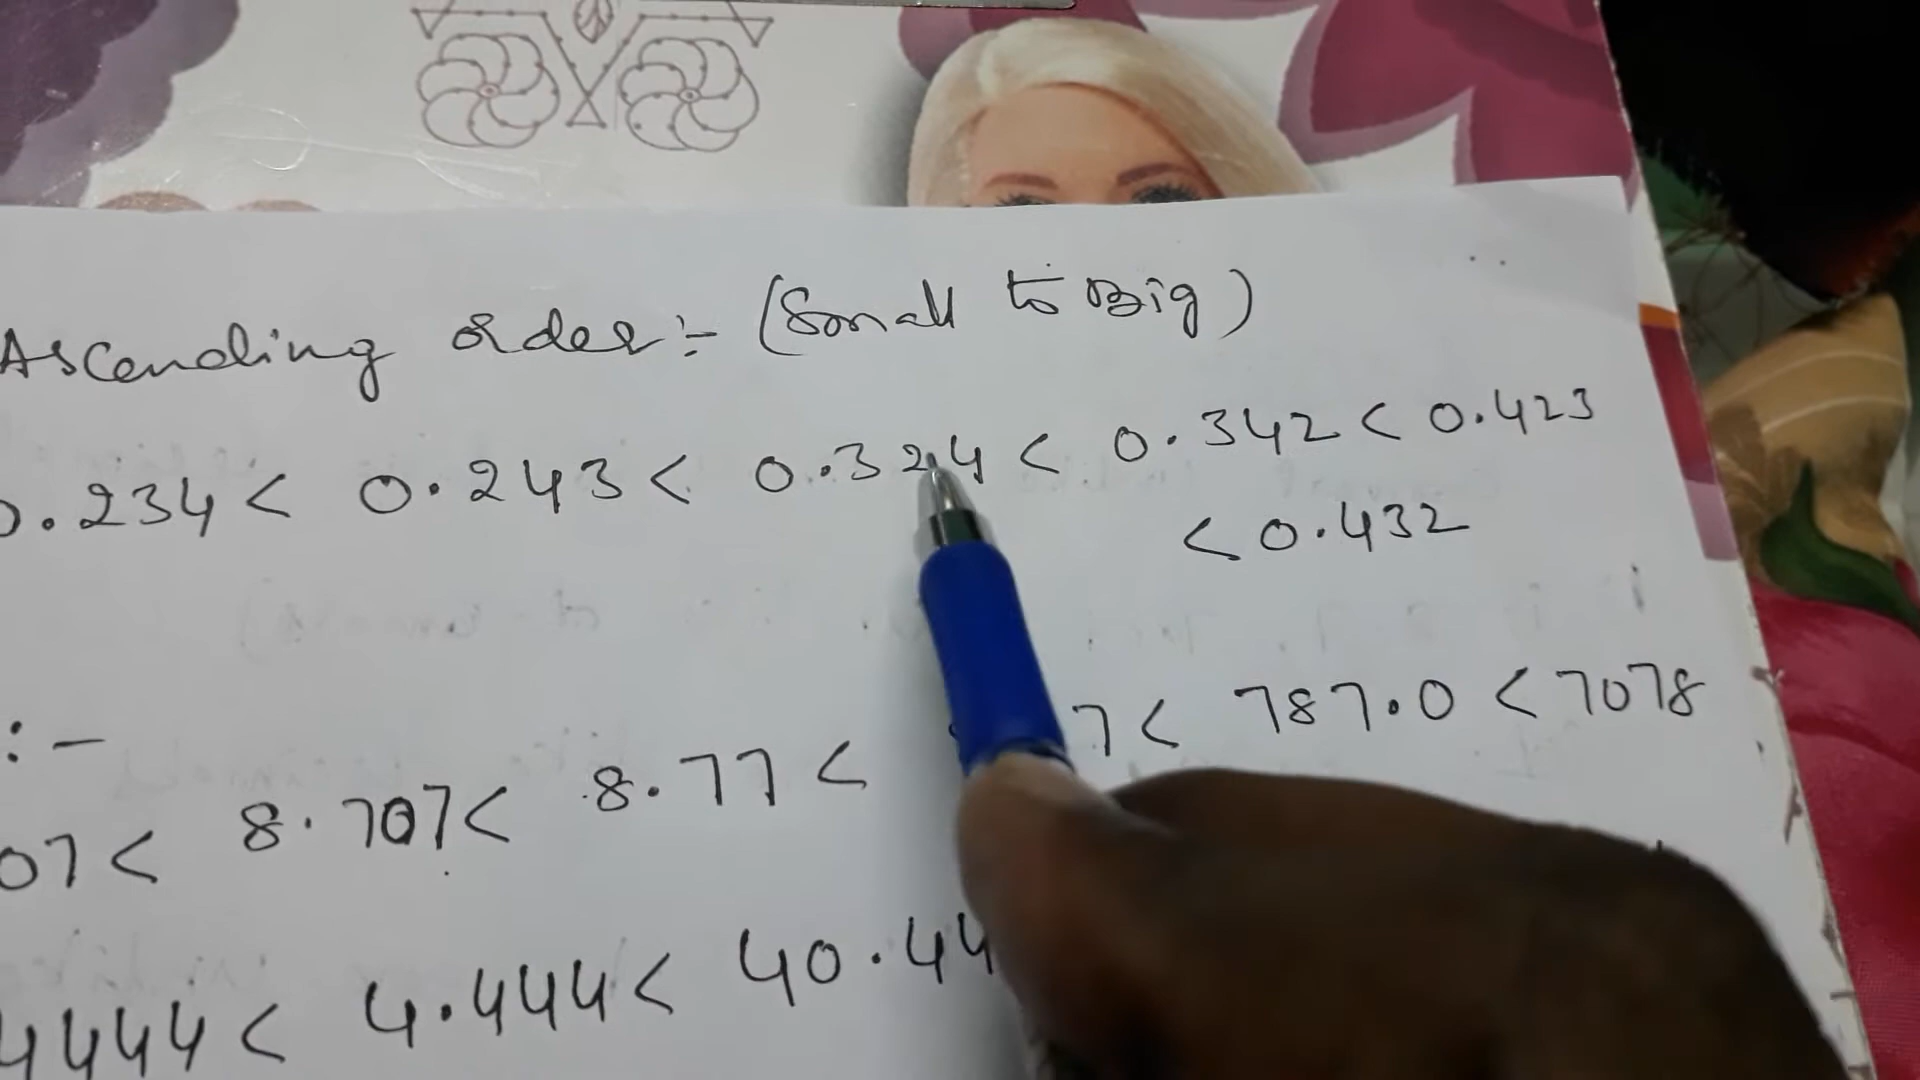 Ascending order :- (Small to Big)
0.234 < 0.243 < 0.324 < 0.342 < 0.423
< 0.432
:-
07 < 8.707 < 8.77 < 7 < 787.0 < 7078
4444 < 4.444 < 40.44